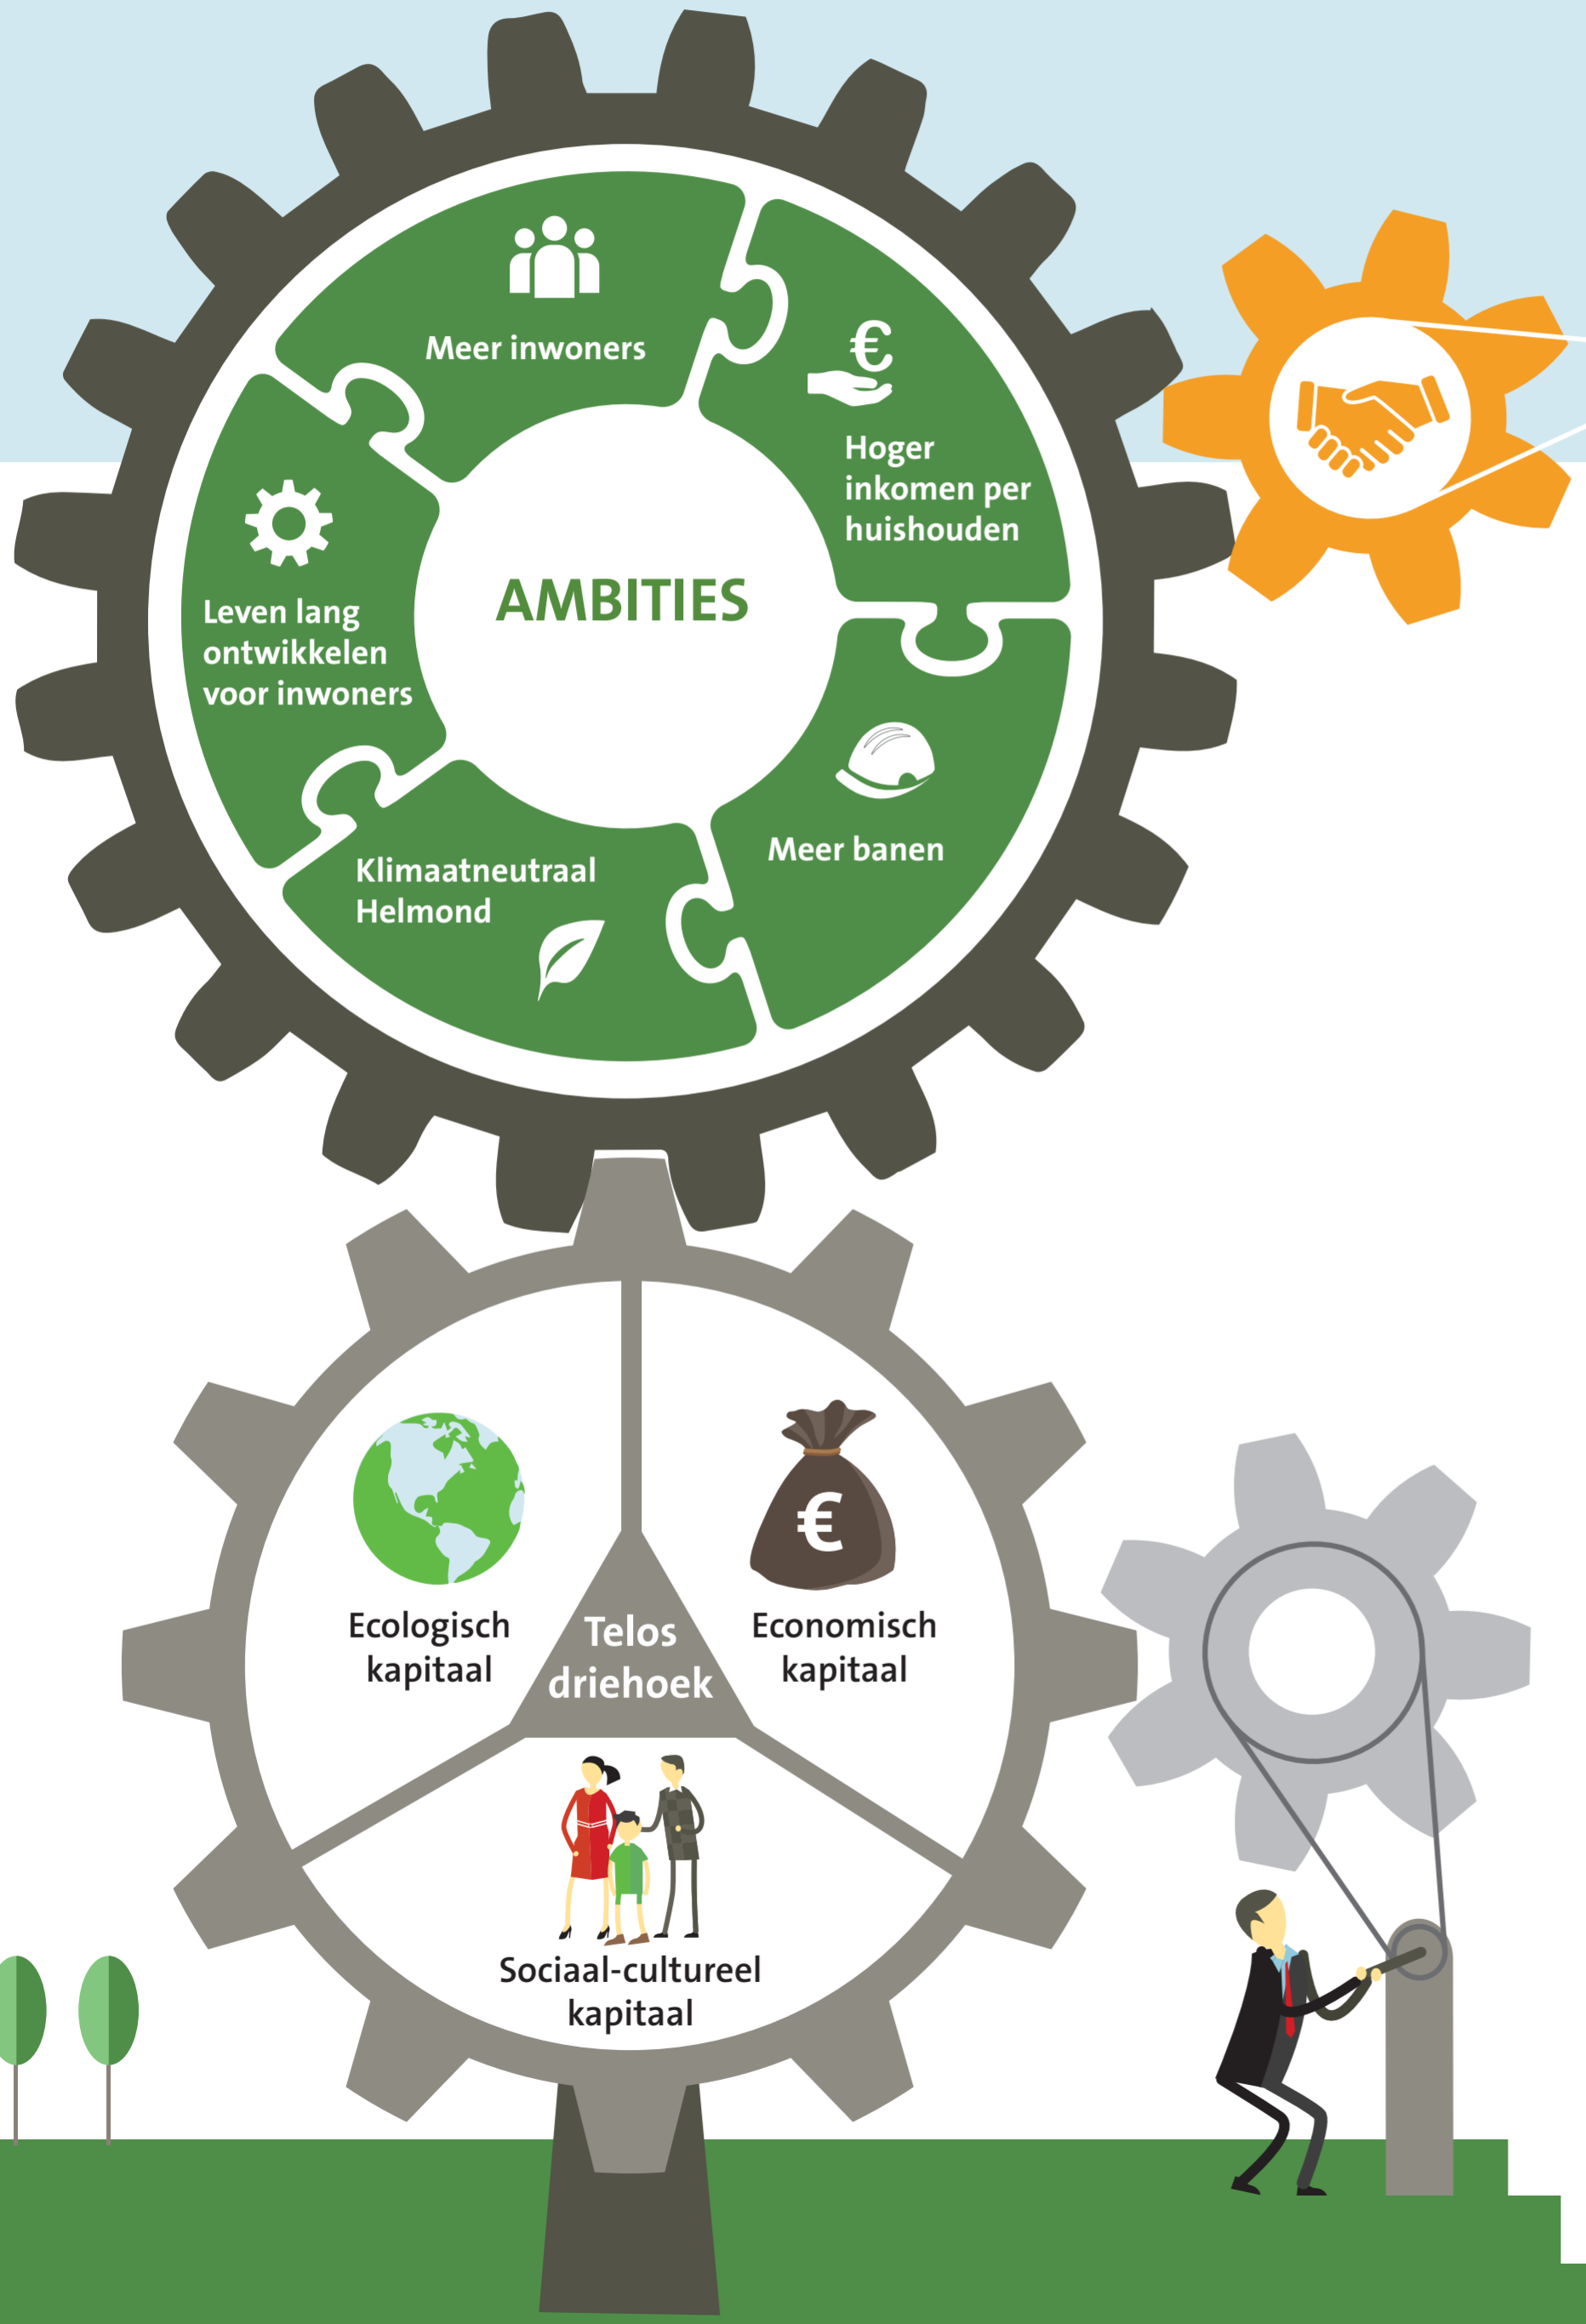 Meer inwoners
€
Hoger
inkomen per
huishouden
AMBITIES
Leven lang
ontwikkelen
voor inwoners
Meer banen
Klimaatneutraal
Helmond
€
Ecologisch
kapitaal
Telos
driehoek
Economisch
kapitaal
Sociaal-cultureel
kapitaal